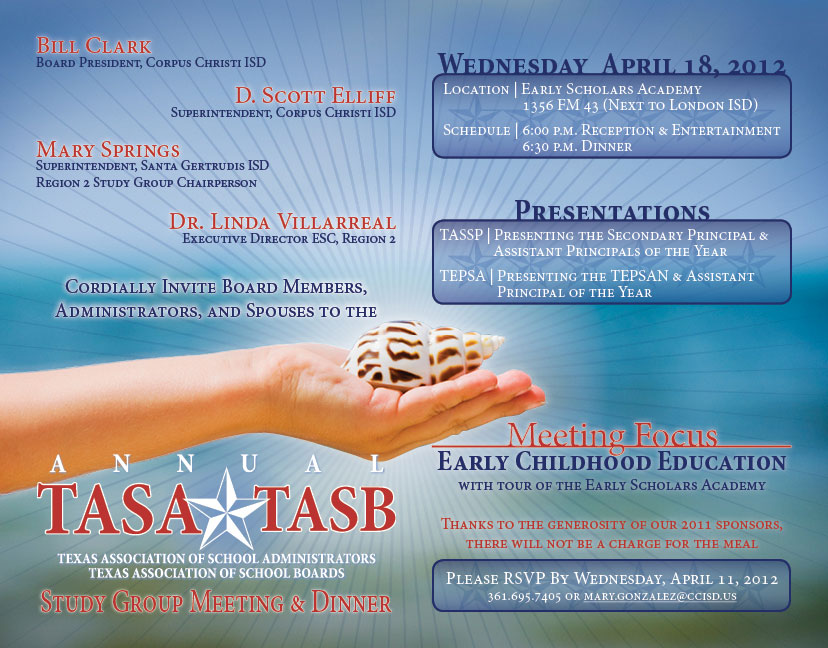 Bill Clark
Board President, Corpus Christi ISD
D. Scott Elliff
Superintendent, Corpus Christi ISD
Mary Springs
Superintendent, Santa Gertrudis ISD
Region 2 Study Group Chairperson
Dr. Linda Villarreal
Executive Director ESC, Region 2
Cordially Invite Board Members,
Administrators, and Spouses to the
ANNUAL
TASA TASB
TEXAS ASSOCIATION OF SCHOOL ADMINISTRATORS
TEXAS ASSOCIATION OF SCHOOL BOARDS
Study Group Meeting & Dinner
Wednesday April 18, 2012
Location | Early Scholars Academy
1356 FM 43 (Next to London ISD)
Schedule | 6:00 p.m. Reception & Entertainment
6:30 p.m. Dinner
Presentations
TASSP | Presenting the Secondary Principal &
Assistant Principals of the Year
TEPSA | Presenting the TEPSAN & Assistant
Principal of the Year
Meeting Focus
Early Childhood Education
with tour of the Early Scholars Academy
Thanks to the generosity of our 2011 sponsors,
there will not be a charge for the meal
Please RSVP By Wednesday, April 11, 2012
361.695.7405 or mary.gonzalez@ccisd.us